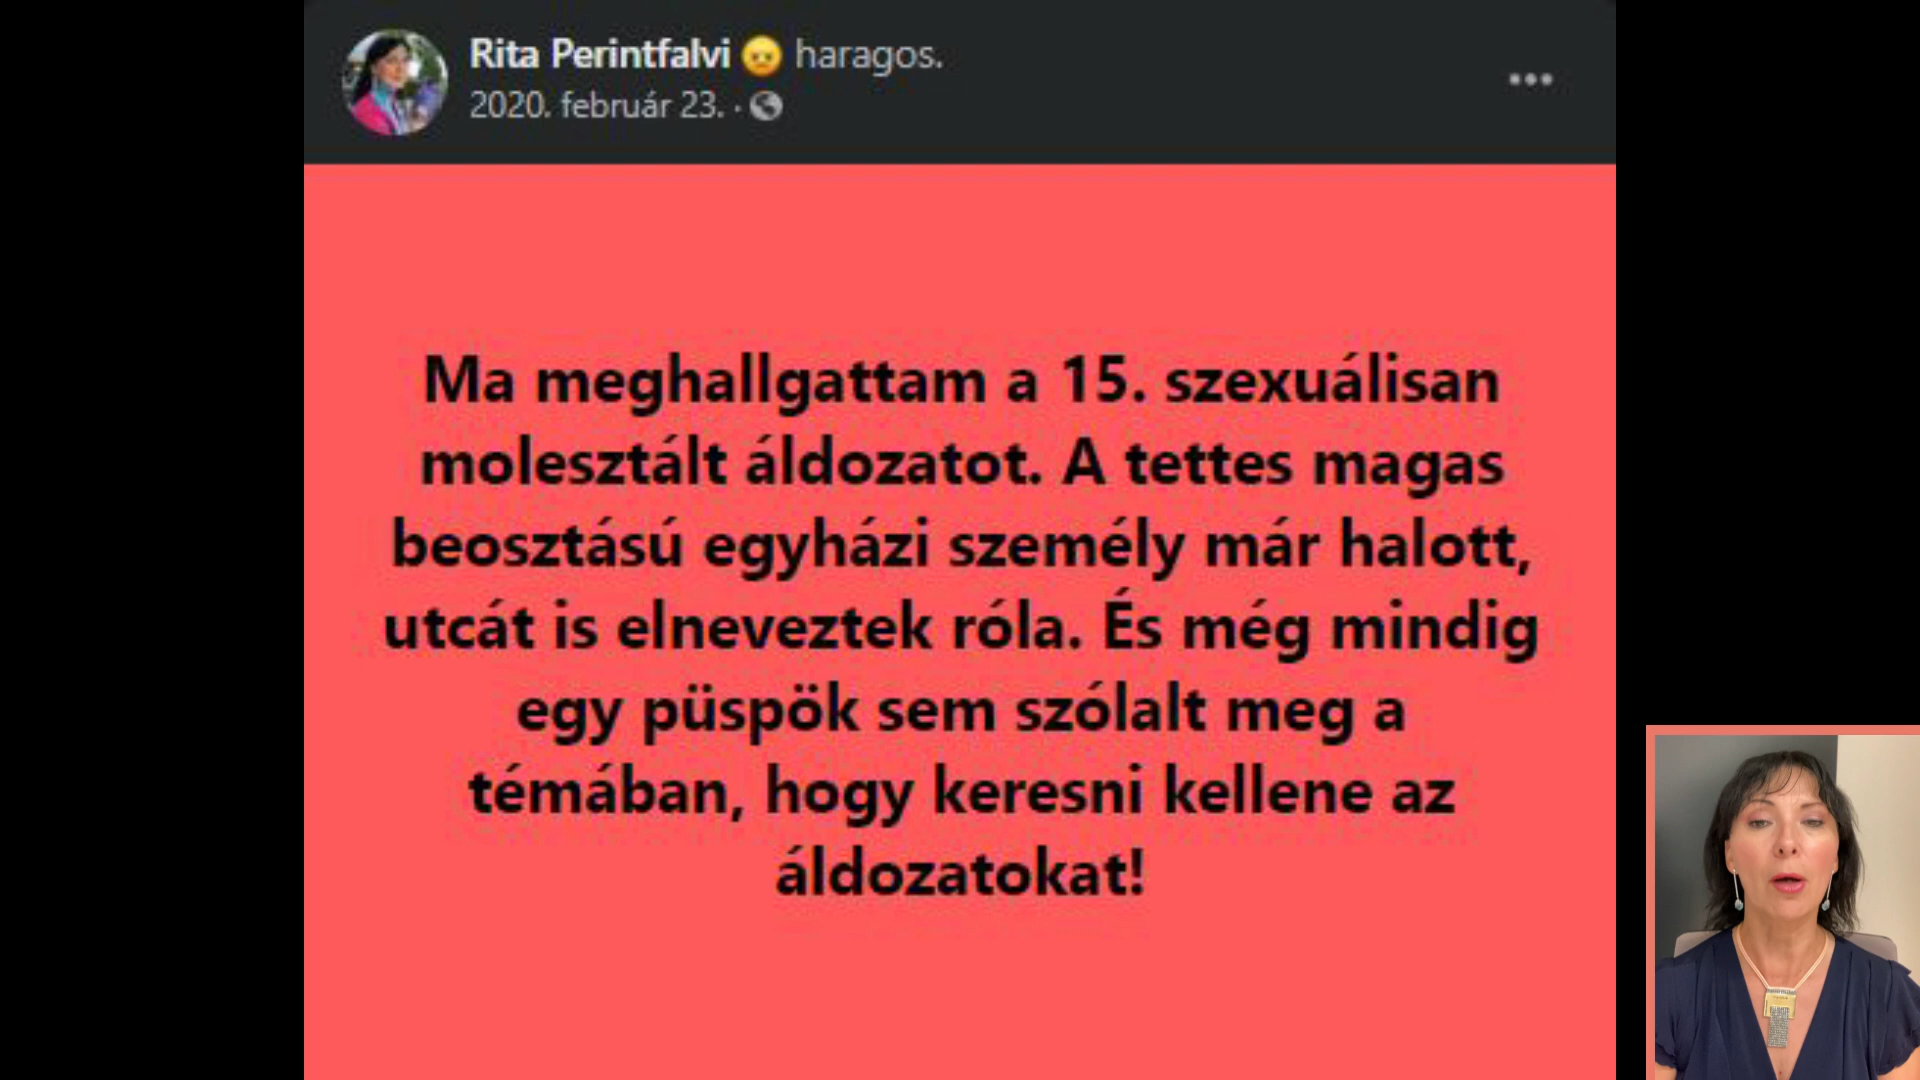 Rita Perintfalvi 😠 haragos.
2020. február 23. ·
Ma meghallgattam a 15. szexuálisan
molesztált áldozatot. A tettes magas
beosztású egyházi személy már halott,
utcát is elneveztek róla. És még mindig
egy püspök sem szólalt meg a
témában, hogy keresni kellene az
áldozatokat!